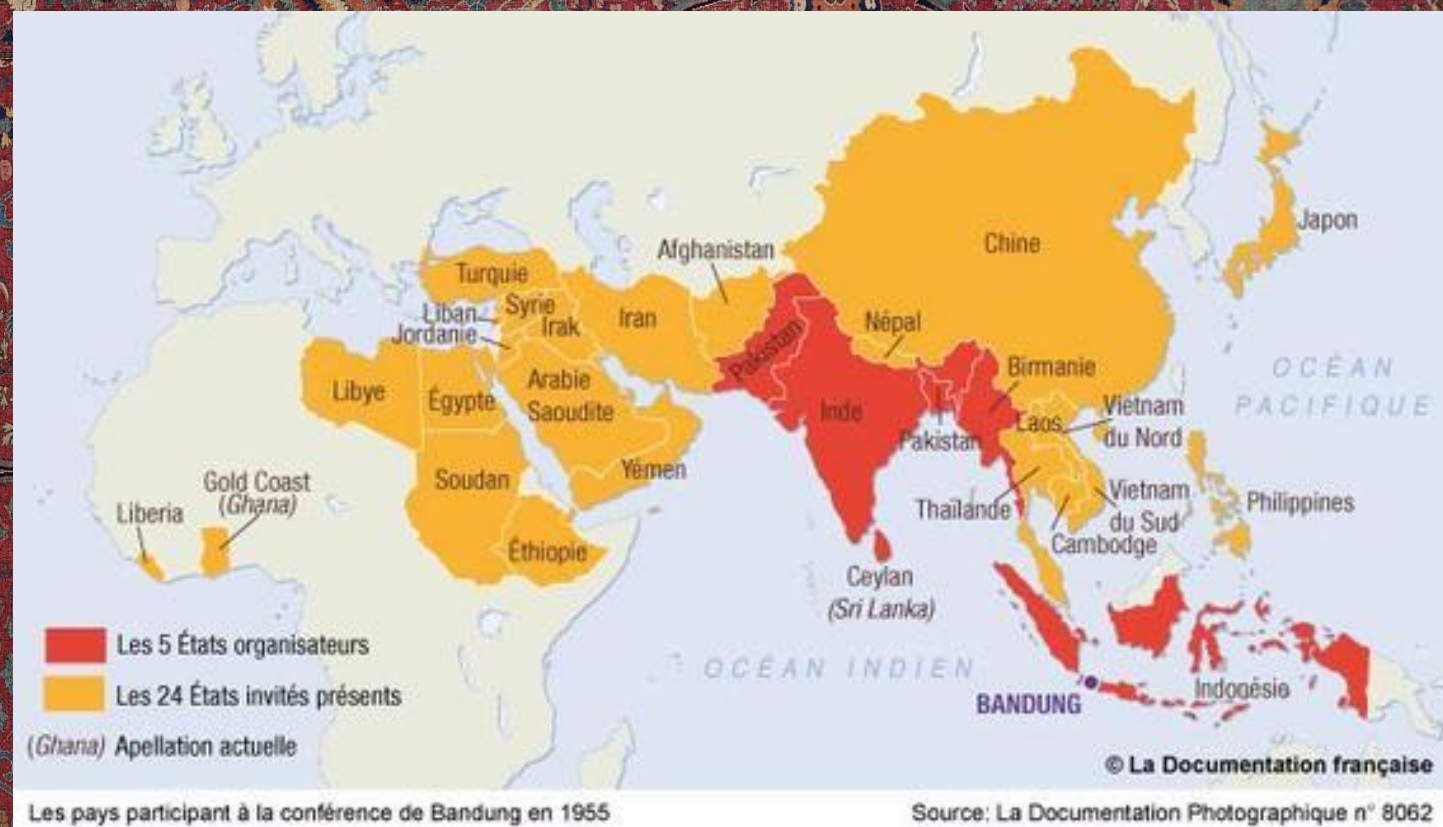 Japon
Chine
Afghanistan
Turquie
Syrie
Liban
Irak
Iran
Jordanie
Népal
Pakistan
Birmanie
OCÉAN
PACIFIQUE
Libye
Égypte
Arabie
Saoudite
Inde
Laos
Vietnam
du Nord
Pakistan
Yémen
Soudan
Gold Coast
(Ghana)
Liberia
Thaïlande
Vietnam
du Sud
Philippines
Cambodge
Éthiopie
Ceylan
(Sri Lanka)
Les 5 États organisateurs
Les 24 États invités présents
(Ghana) Apellation actuelle
OCÉAN INDIEN
BANDUNG
Indogésie
© La Documentation française
Les pays participant à la conférence de Bandung en 1955
Source: La Documentation Photographique n° 8062